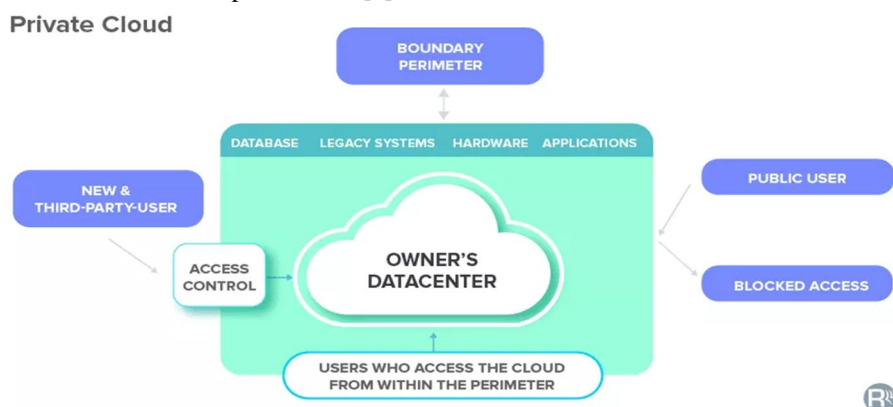 Private Cloud
BOUNDARY
PERIMETER
DATABASE LEGACY SYSTEMS HARDWARE APPLICATIONS
NEW &
THIRD-PARTY-USER
PUBLIC USER
ACCESS
CONTROL
OWNER'S
DATACENTER
BLOCKED ACCESS
USERS WHO ACCESS THE CLOUD
FROM WITHIN THE PERIMETER
R